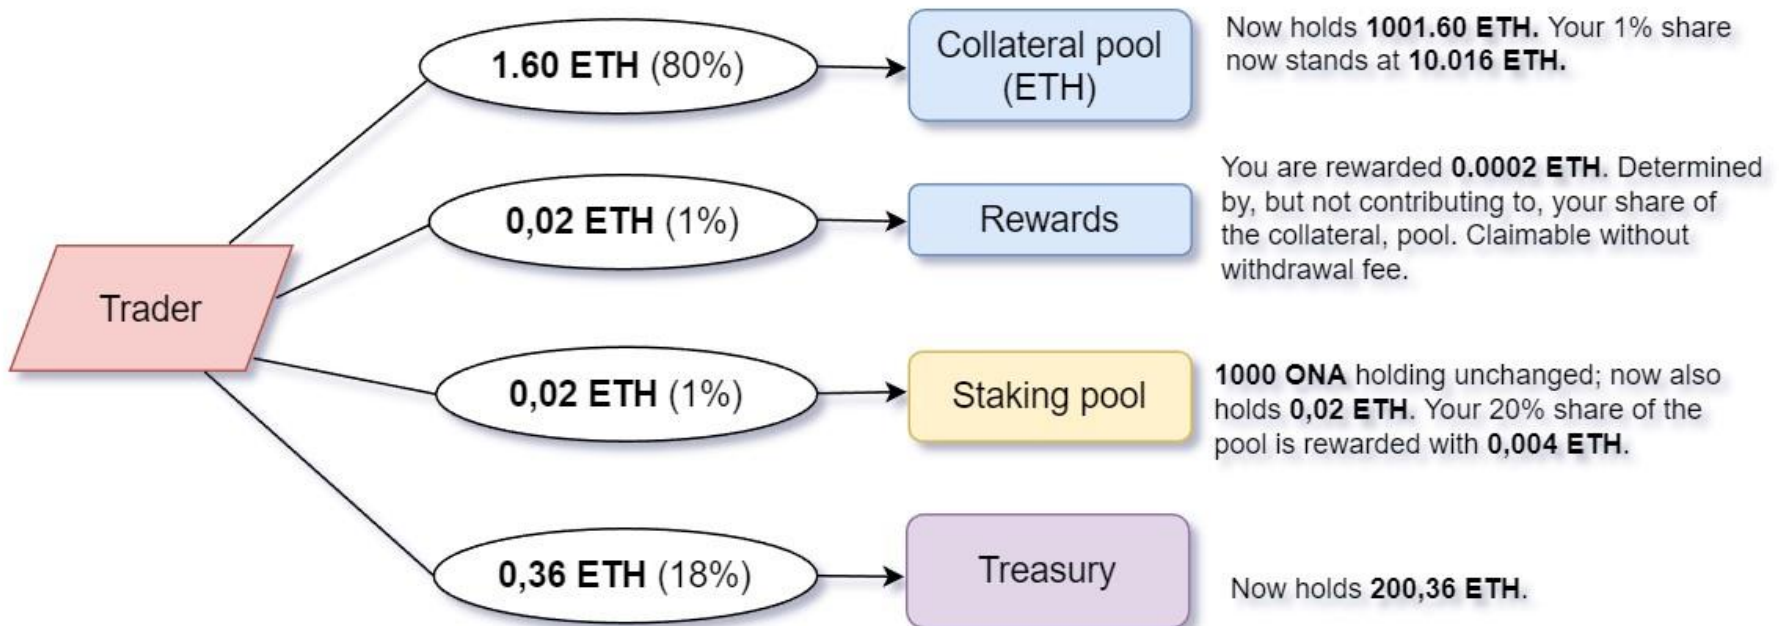 1.60 ETH (80%)
Collateral pool
(ETH)
Now holds 1001.60 ETH. Your 1% share
now stands at 10.016 ETH.
0,02 ETH (1%)
Rewards
You are rewarded 0.0002 ETH. Determined
by, but not contributing to, your share of
the collateral, pool. Claimable without
withdrawal fee.
Trader
0,02 ETH (1%)
Staking pool
1000 ONA holding unchanged; now also
holds 0,02 ETH. Your 20% share of the
pool is rewarded with 0,004 ETH.
0,36 ETH (18%)
Treasury
Now holds 200,36 ETH.